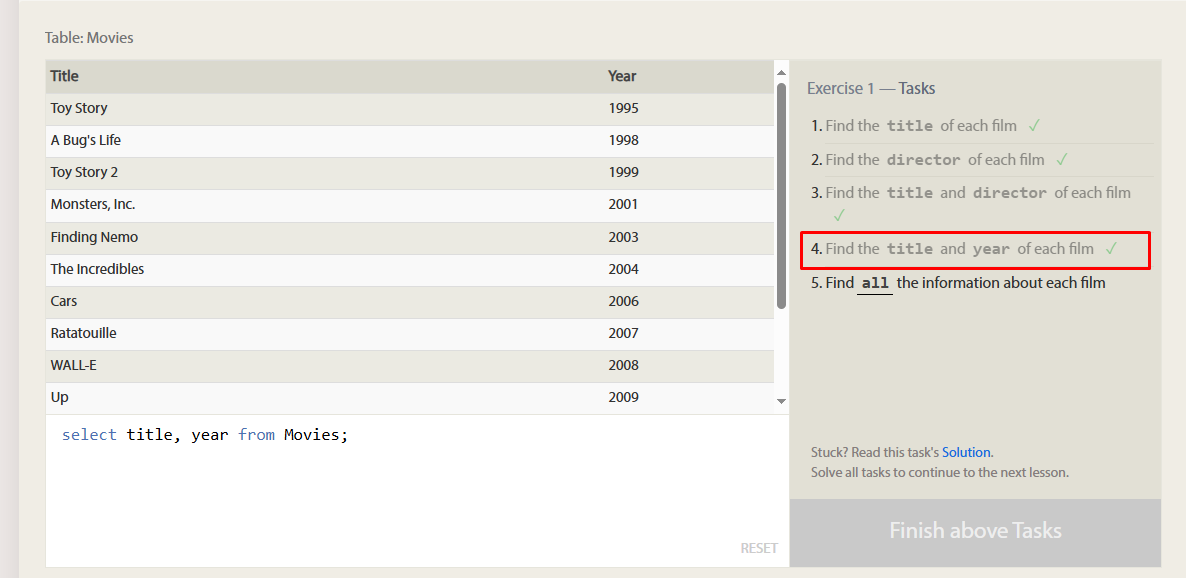 Table: Movies
Title Year
Toy Story 1995
A Bug's Life 1998
Toy Story 2 1999
Monsters, Inc. 2001
Finding Nemo 2003
The Incredibles 2004
Cars 2006
Ratatouille 2007
WALL-E 2008
Up 2009
select title, year from Movies;
RESET
Exercise 1 — Tasks
1. Find the title of each film ✓
2. Find the director of each film ✓
3. Find the title and director of each film
✓
4. Find the title and year of each film ✓
5. Find all the information about each film
Stuck? Read this task's Solution.
Solve all tasks to continue to the next lesson.
Finish above Tasks